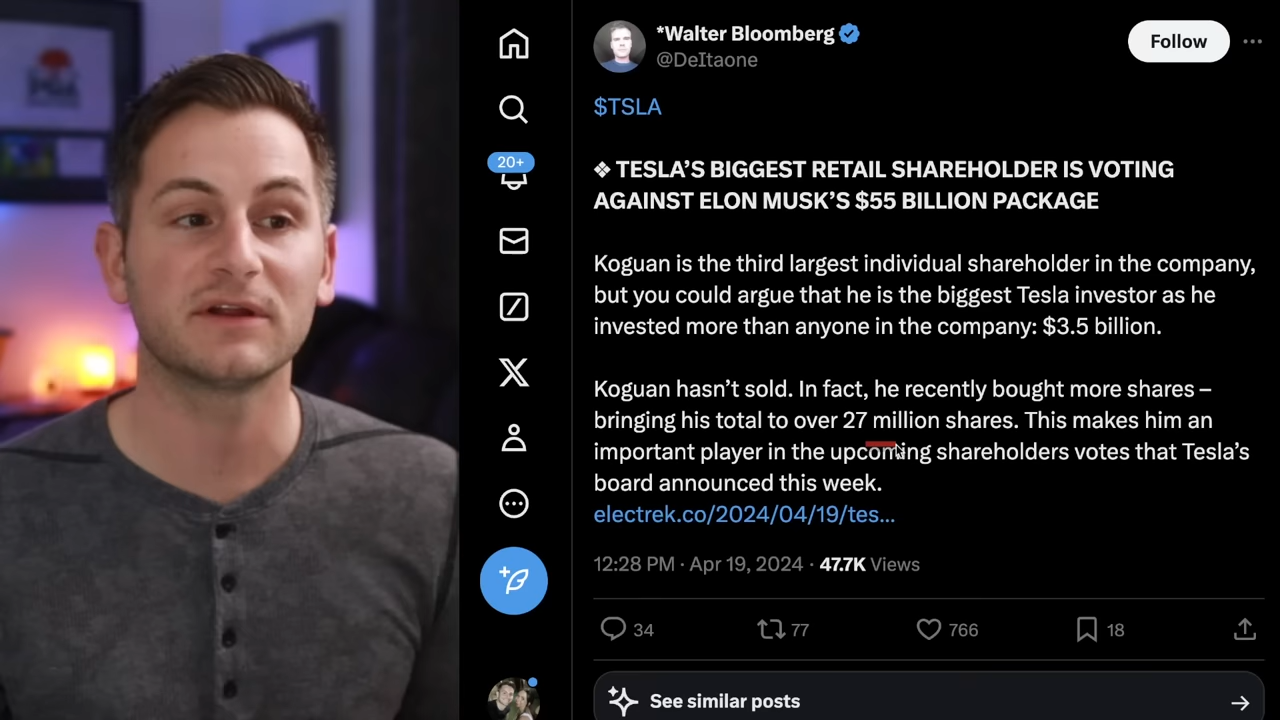 *Walter Bloomberg
@DeItaone
Follow
$TSLA
20+
❖ TESLA’S BIGGEST RETAIL SHAREHOLDER IS VOTING
AGAINST ELON MUSK’S $55 BILLION PACKAGE
Koguan is the third largest individual shareholder in the company,
but you could argue that he is the biggest Tesla investor as he
invested more than anyone in the company: $3.5 billion.
Koguan hasn’t sold. In fact, he recently bought more shares –
bringing his total to over 27 million shares. This makes him an
important player in the upcoming shareholders votes that Tesla’s
board announced this week.
electrek.co/2024/04/19/tes...
12:28 PM · Apr 19, 2024 · 47.7K Views
34 77 766 18
See similar posts